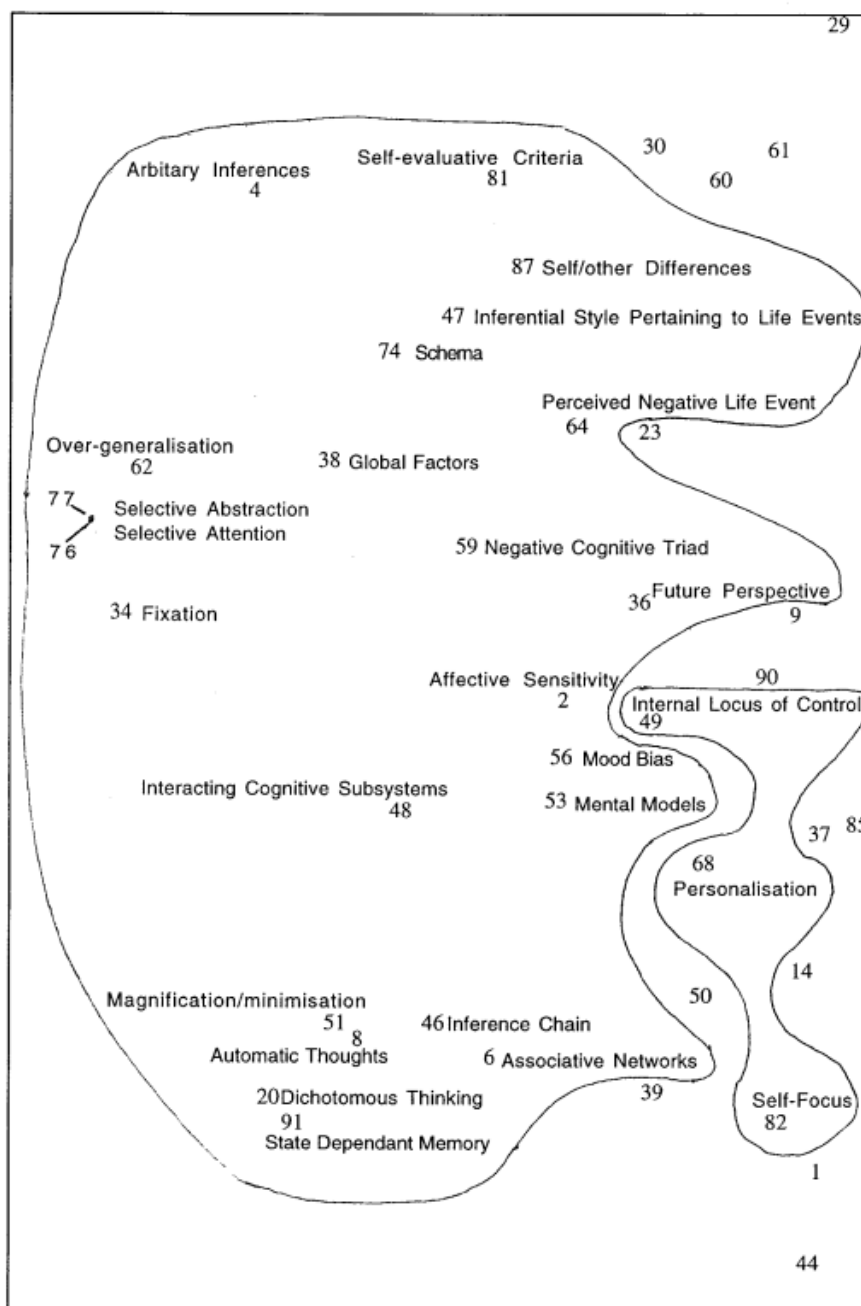 29
30
61
Arbitary Inferences
4
Self-evaluative Criteria
81
60
87 Self/other Differences
47 Inferential Style Pertaining to Life Events
74 Schema
Perceived Negative Life Event
64
23
Over-generalisation
62
38 Global Factors
77
Selective Abstraction
Selective Attention
76
59 Negative Cognitive Triad
36 Future Perspective
9
34 Fixation
90
Affective Sensitivity
2
Internal Locus of Control
49
56 Mood Bias
Interacting Cognitive Subsystems
48
53 Mental Models
37
85
68
Personalisation
14
50
Magnification/minimisation
51
8
46 Inference Chain
Automatic Thoughts
6 Associative Networks
39
20 Dichotomous Thinking
91
State Dependant Memory
Self-Focus
82
1
44